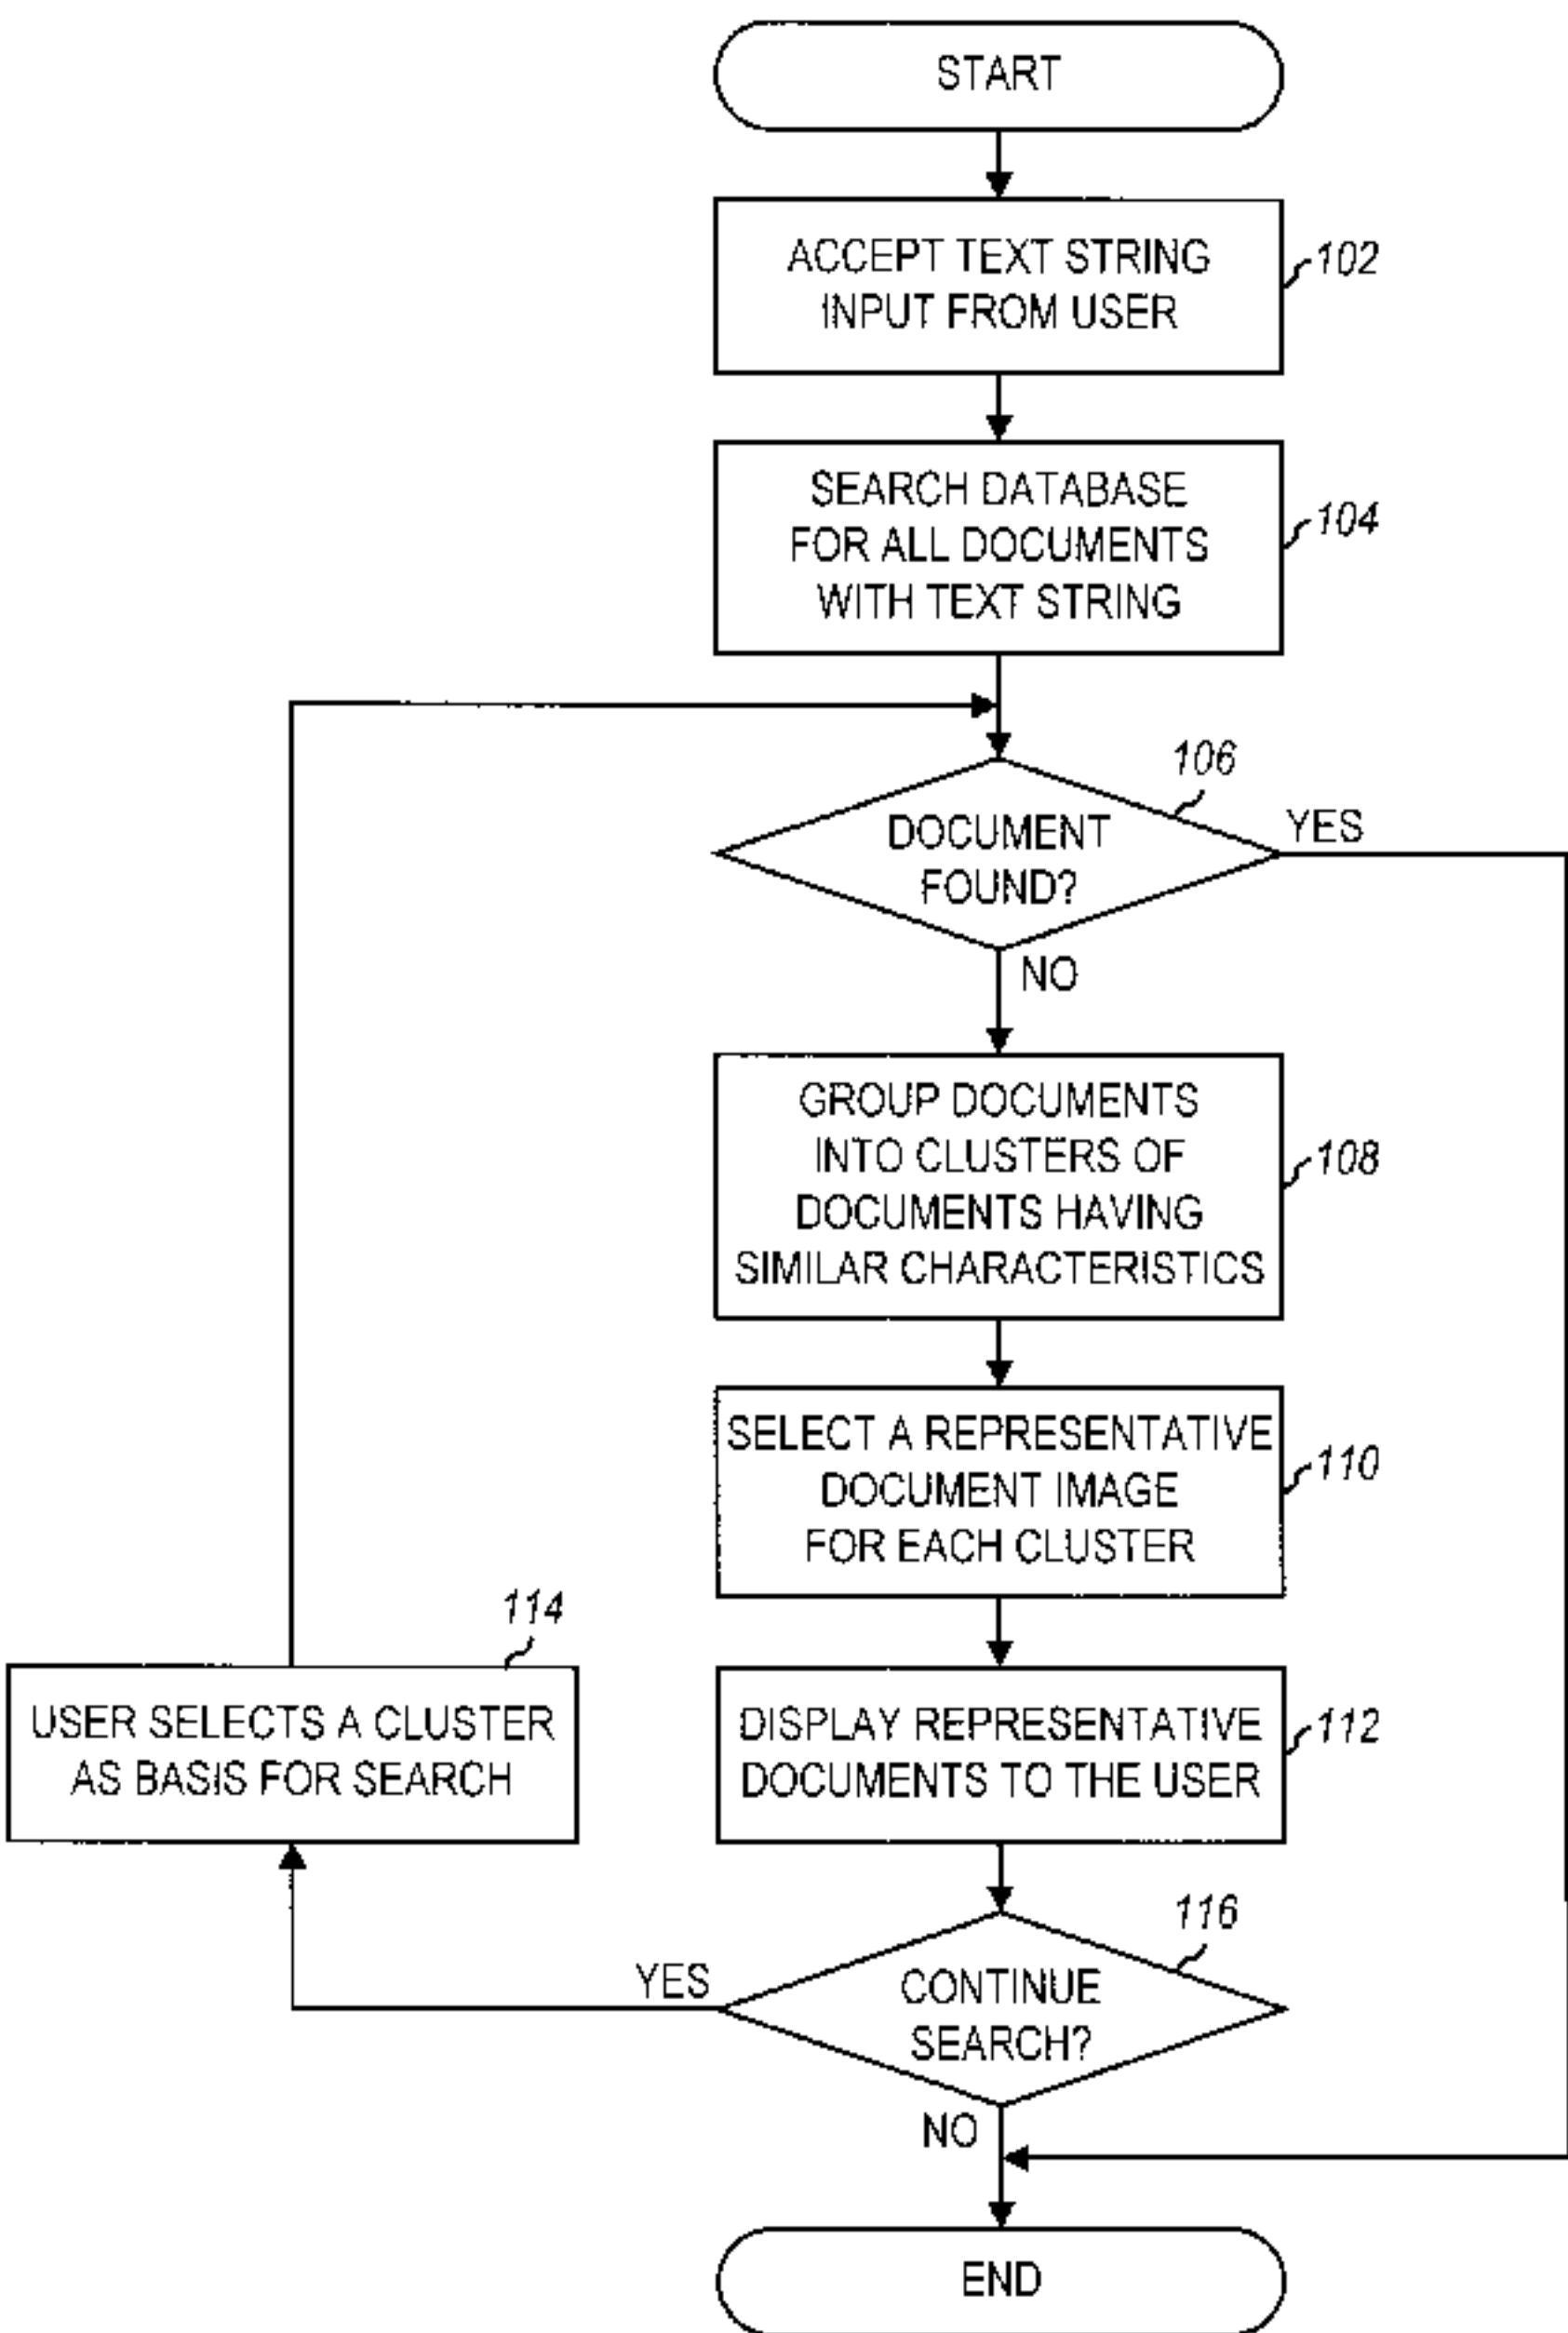 START
ACCEPT TEXT STRING
INPUT FROM USER
102
SEARCH DATABASE
FOR ALL DOCUMENTS
WITH TEXT STRING
104
106
DOCUMENT
FOUND?
YES
NO
GROUP DOCUMENTS
INTO CLUSTERS OF
DOCUMENTS HAVING
SIMILAR CHARACTERISTICS
108
SELECT A REPRESENTATIVE
DOCUMENT IMAGE
FOR EACH CLUSTER
110
114
USER SELECTS A CLUSTER
AS BASIS FOR SEARCH
DISPLAY REPRESENTATIVE
DOCUMENTS TO THE USER
112
116
YES
CONTINUE
SEARCH?
NO
END